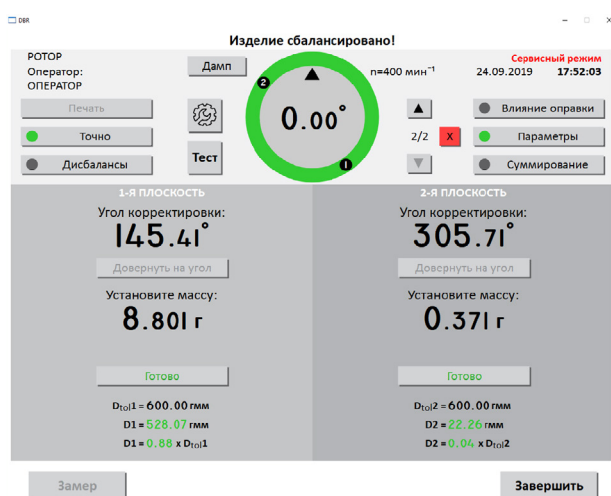 DBR
Изделие сбалансировано!
РОТОР
Оператор:
ОПЕРАТОР
Дамп
n=400 мин⁻¹
Сервисный режим
24.09.2019 17:52:03
Печать
Точно
Дисбалансы
Тест
2
0.00°
1
▲
2/2 X
▼
Влияние оправки
Параметры
Суммирование
1-Я ПЛОСКОСТЬ
Угол корректировки:
145.41°
Довернуть на угол
Установите массу:
8.801 г
Готово
Dtol1 = 600.00 гмм
D1 = 528.07 гмм
D1 = 0.88 x Dtol1
2-Я ПЛОСКОСТЬ
Угол корректировки:
305.71°
Довернуть на угол
Установите массу:
0.371 г
Готово
Dtol2 = 600.00 гмм
D2 = 22.26 гмм
D2 = 0.04 x Dtol2
Замер
Завершить